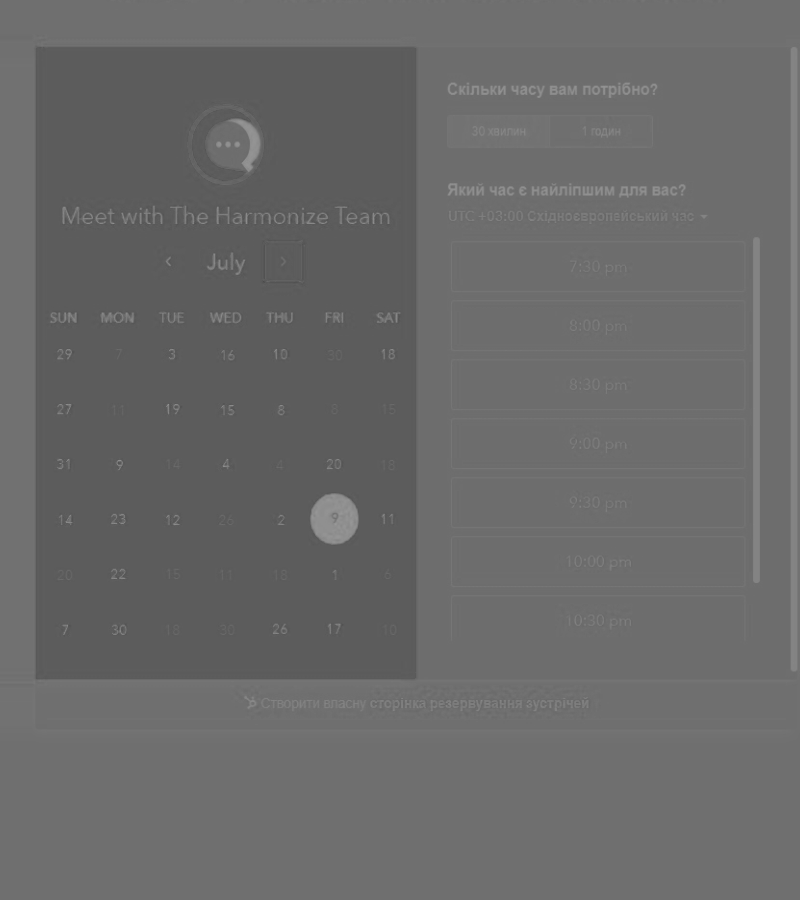 Meet with The Harmonize Team
July
SUN MON TUE WED THU FRI SAT
29 7 3 16 10 30 18
27 11 19 15 8 8 15
31 9 14 4 4 20 18
14 23 12 26 2 9 11
20 22 15 11 18 1 6
7 30 18 30 26 17 10
Скільки часу вам потрібно?
30 хвилин 1 годин
Який час є найліпшим для вас?
UTC +03:00 Східноєвропейський час
7:30 pm
8:00 pm
8:30 pm
9:00 pm
9:30 pm
10:00 pm
10:30 pm
Створити власну сторінка резервування зустрічей